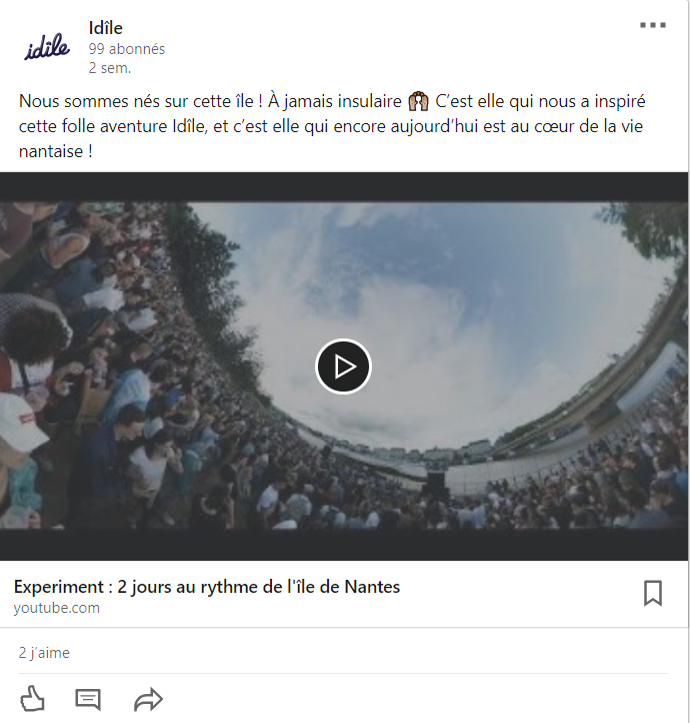 idîle
Idîle
99 abonnés
2 sem.
Nous sommes nés sur cette île ! À jamais insulaire 🙌🏽 C’est elle qui nous a inspiré
cette folle aventure Idîle, et c’est elle qui encore aujourd’hui est au cœur de la vie
nantaise !
Experiment : 2 jours au rythme de l'île de Nantes
youtube.com
2 j’aime